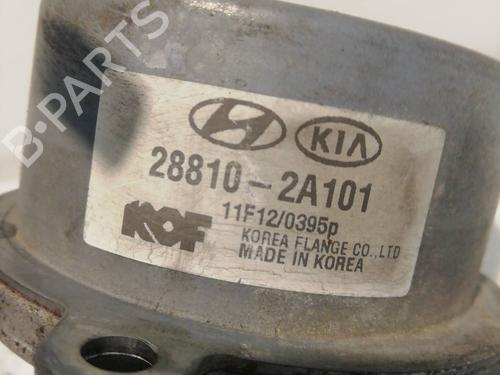 B-PARTS
KIA
28810-2A101
11F12/0395p
KOF
KOREA FLANGE CO.,LTD
MADE IN KOREA